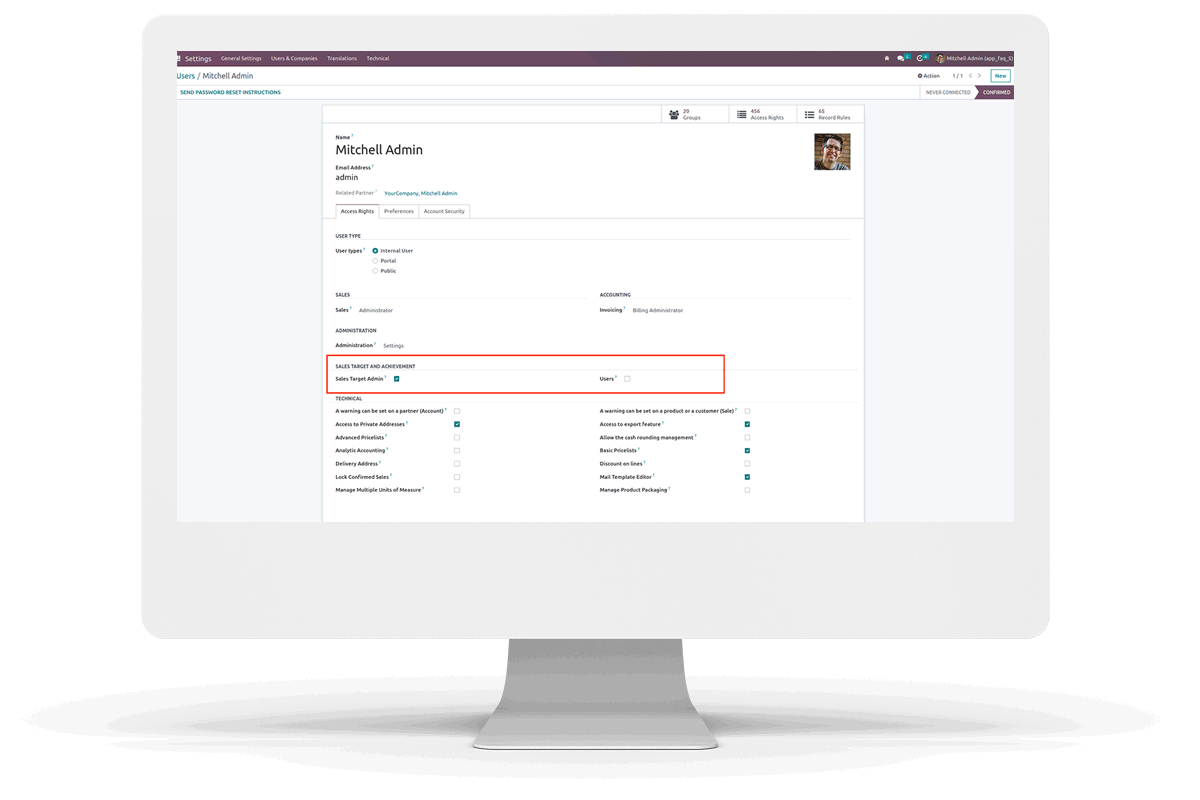 Settings General Settings Users & Companies Translations Technical Mitchell Admin (app_faq_5)
Users / Mitchell Admin Action 1 / 1 New
SEND PASSWORD RESET INSTRUCTIONS NEVER CONNECTED CONFIRMED
20 Groups
456 Access Rights
65 Record Rules
Name ?
Mitchell Admin
Email Address ?
admin
Related Partner ? YourCompany, Mitchell Admin
Access Rights Preferences Account Security
USER TYPE
User types ? Internal User
Portal
Public
SALES ACCOUNTING
Sales ? Administrator Invoicing ? Billing Administrator
ADMINISTRATION
Administration ? Settings
SALES TARGET AND ACHIEVEMENT
Sales Target Admin ? Users ?
TECHNICAL
A warning can be set on a partner (Account) ? A warning can be set on a product or a customer (Sale) ?
Access to Private Addresses ? Access to export feature ?
Advanced Pricelists ? Allow the cash rounding management ?
Analytic Accounting ? Basic Pricelists ?
Delivery Address ? Discount on lines ?
Lock Confirmed Sales ? Mail Template Editor ?
Manage Multiple Units of Measure ? Manage Product Packaging ?